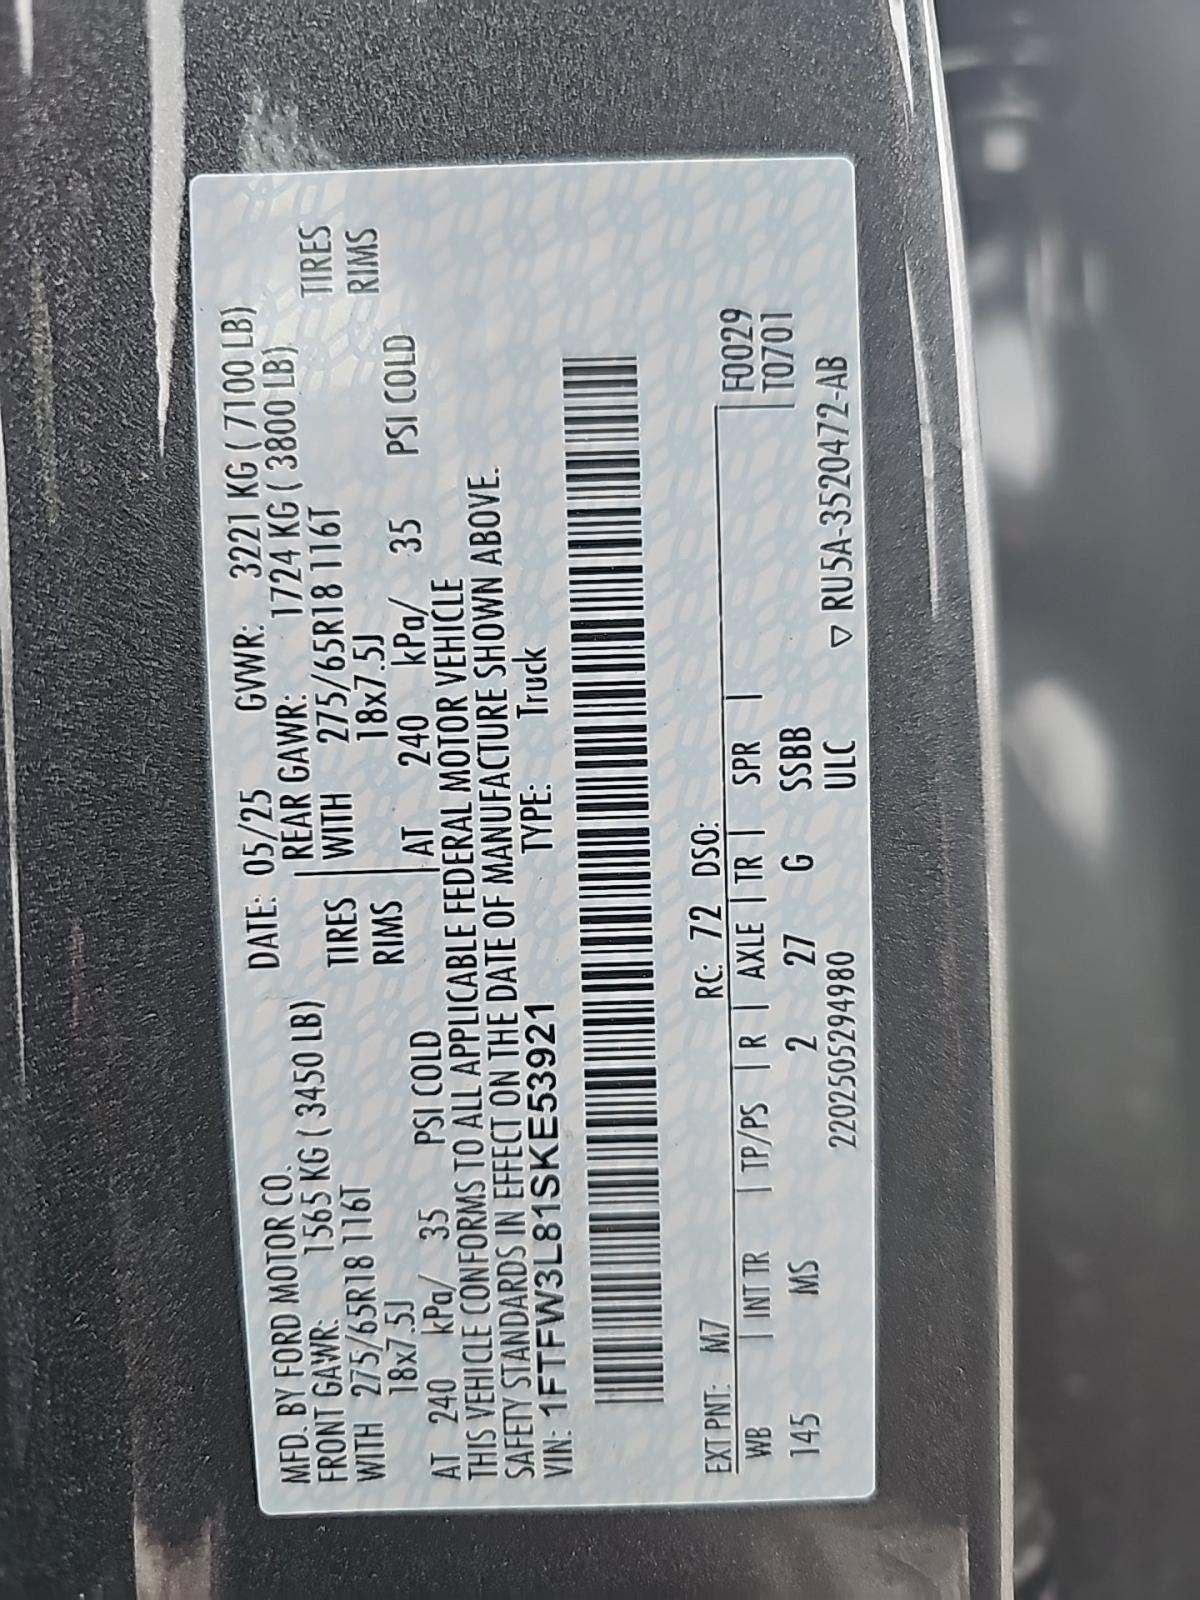 MFD. BY FORD MOTOR CO. DATE: 05/25 GVWR: 3221 KG ( 7100 LB)
FRONT GAWR: 1565 KG ( 3450 LB) REAR GAWR: 1724 KG ( 3800 LB)
WITH 275/65R18 116T TIRES WITH 275/65R18 116T TIRES
18x7.5J RIMS 18x7.5J RIMS
AT 240 kPa/ 35 PSI COLD AT 240 kPa/ 35 PSI COLD
THIS VEHICLE CONFORMS TO ALL APPLICABLE FEDERAL MOTOR VEHICLE
SAFETY STANDARDS IN EFFECT ON THE DATE OF MANUFACTURE SHOWN ABOVE.
VIN: 1FTFW3L81SKE53921 TYPE: Truck
EXT PNT: M7 RC: 72 DSO: F0029
WB | INT TR | TP/PS | R | AXLE | TR | SPR | T0701
145 MS 2 27 G SSBB
22025052949​80 ULC ▽ RU5A-3520472-AB